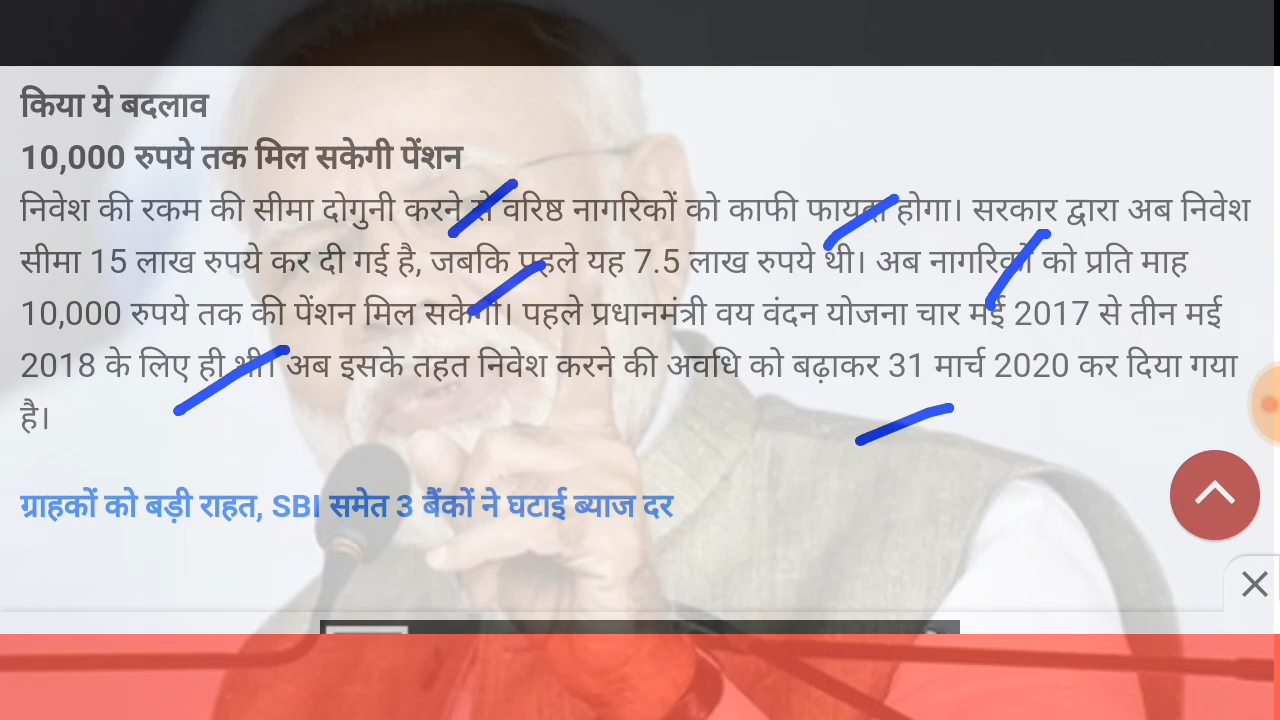 किया ये बदलाव
10,000 रुपये तक मिल सकेगी पेंशन
निवेश की रकम की सीमा दोगुनी करने से वरिष्ठ नागरिकों को काफी फायदा होगा। सरकार द्वारा अब निवेश
सीमा 15 लाख रुपये कर दी गई है, जबकि पहले यह 7.5 लाख रुपये थी। अब नागरिकों को प्रति माह
10,000 रुपये तक की पेंशन मिल सकेगी। पहले प्रधानमंत्री वय वंदन योजना चार मई 2017 से तीन मई
2018 के लिए ही थी। अब इसके तहत निवेश करने की अवधि को बढ़ाकर 31 मार्च 2020 कर दिया गया
है।
ग्राहकों को बड़ी राहत, SBI समेत 3 बैंकों ने घटाई ब्याज दर